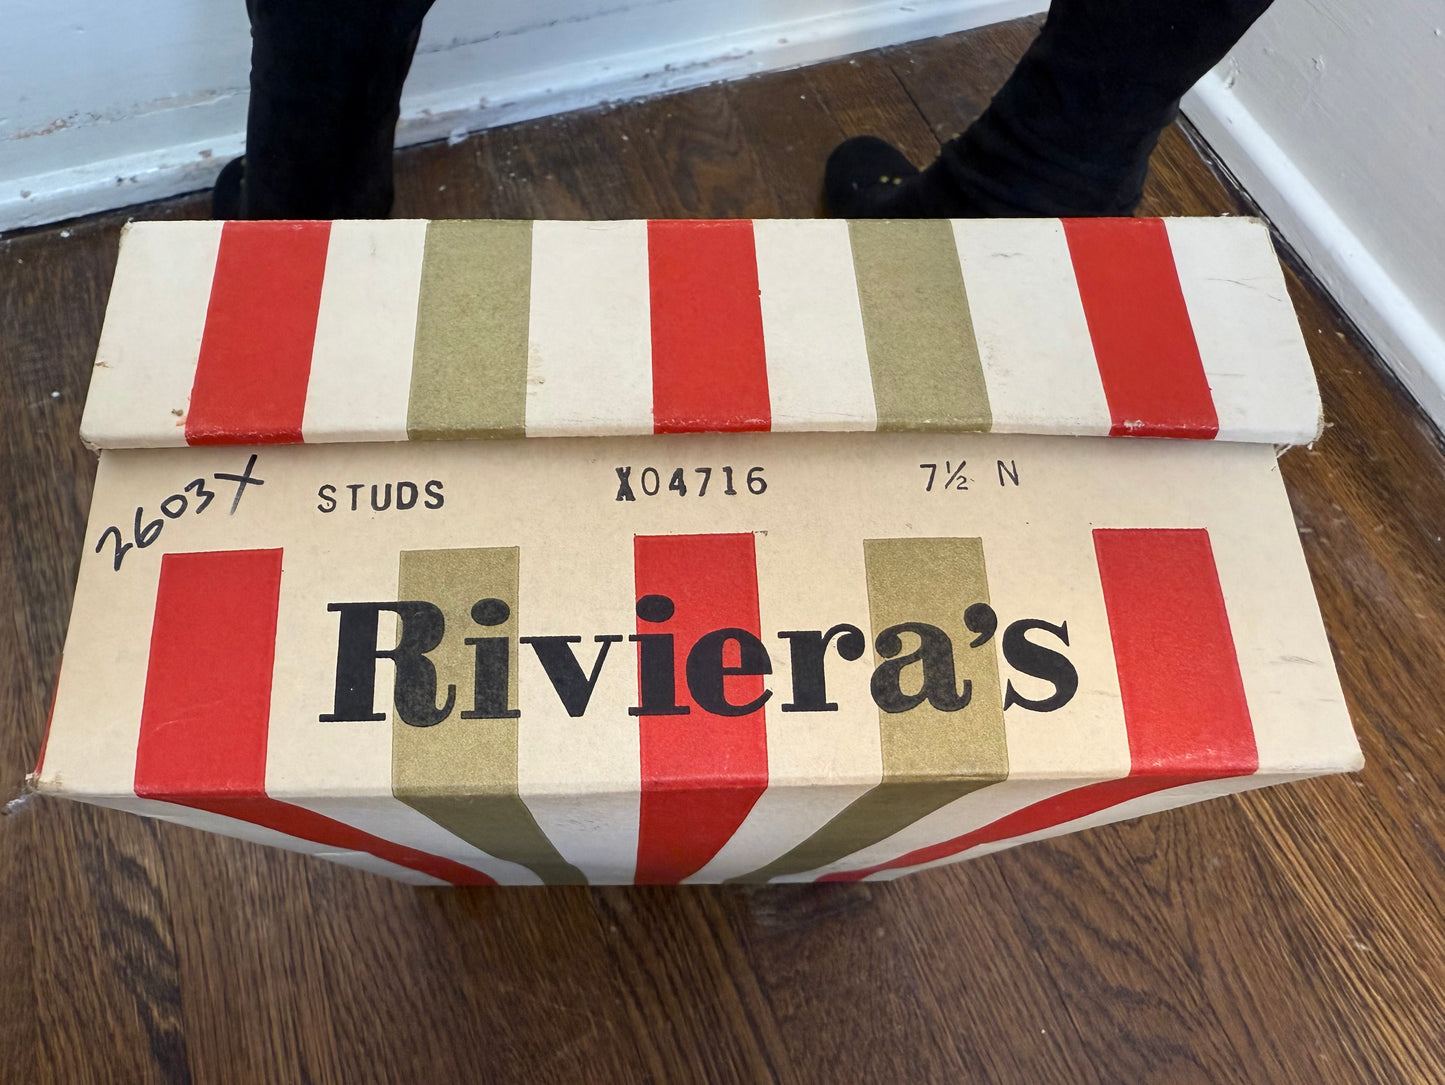 2603X STUDS X04716 7½ N
Riviera's